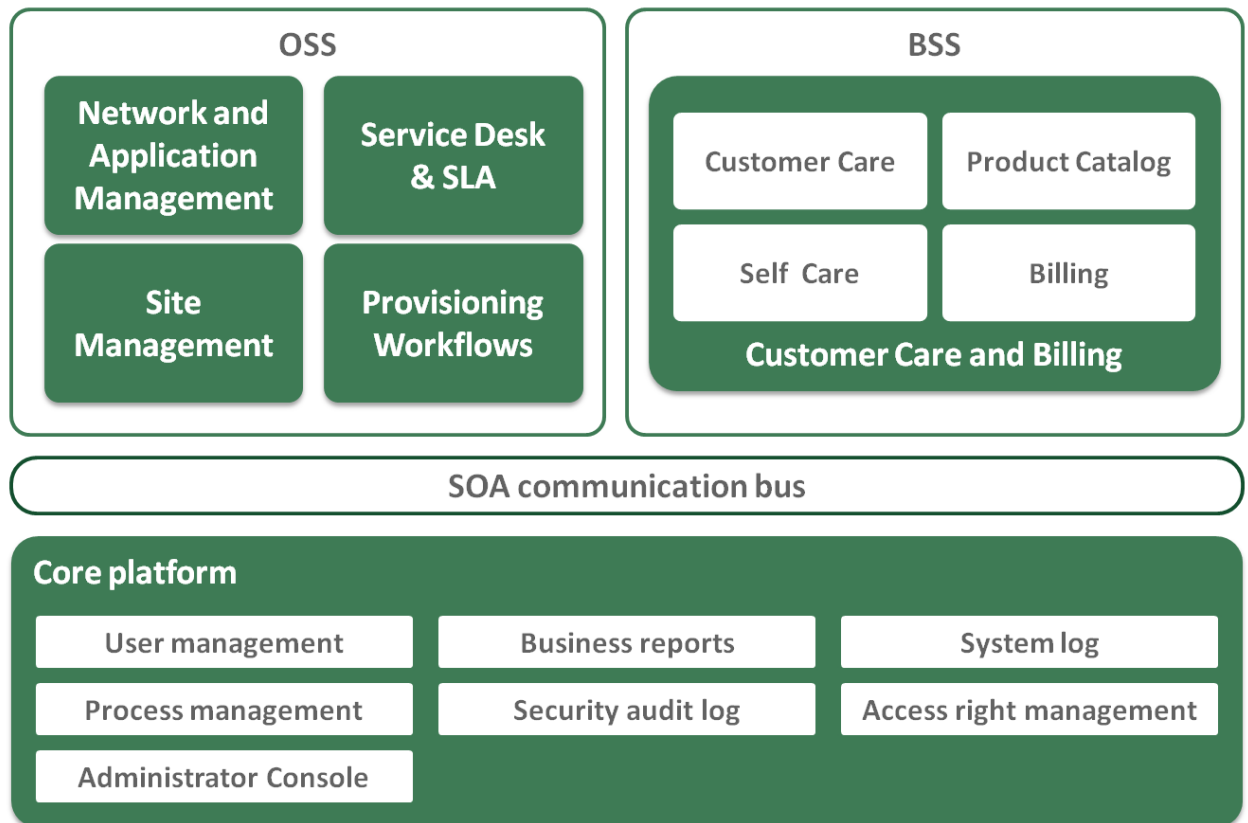 OSS
Network and
Application
Management
Service Desk
& SLA
Site
Management
Provisioning
Workflows
BSS
Customer Care
Product Catalog
Self Care
Billing
Customer Care and Billing
SOA communication bus
Core platform
User management
Business reports
System log
Process management
Security audit log
Access right management
Administrator Console